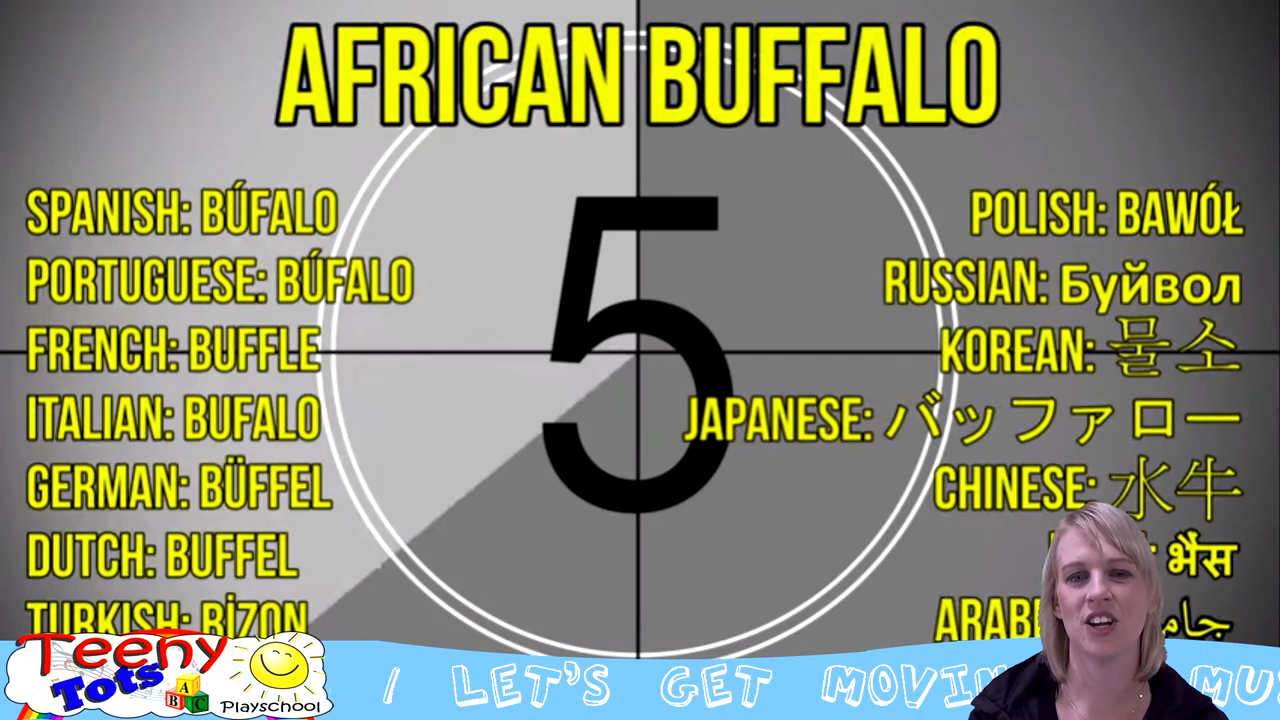 AFRICAN BUFFALO
SPANISH: BÚFALO
PORTUGUESE: BÚFALO
FRENCH: BUFFLE
ITALIAN: BUFALO
GERMAN: BÜFFEL
DUTCH: BUFFEL
TURKISH: BİZON
5
POLISH: BAWÓŁ
RUSSIAN: Буйвол
KOREAN: 물소
JAPANESE: バッファロー
CHINESE: 水牛
: भैंस
Teeny
Tots
A B C
Playschool
/ LET'S GET